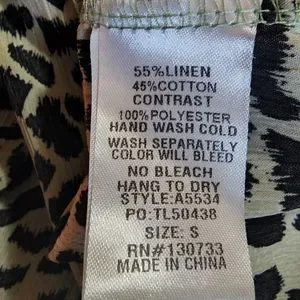 55%LINEN
45%COTTON
CONTRAST
100%POLYESTER
HAND WASH COLD
WASH SEPARATELY
COLOR WILL BLEED
NO BLEACH
HANG TO DRY
STYLE:A5534
PO:TL50438
SIZE: S
RN#130733
MADE IN CHINA